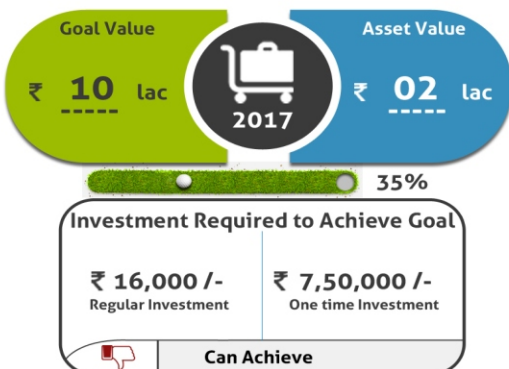 Goal Value
Asset Value
₹ 10 lac
₹ 02 lac
2017
35%
Investment Required to Achieve Goal
₹ 16,000 /-
₹ 7,50,000 /-
Regular Investment
One time Investment
Can Achieve